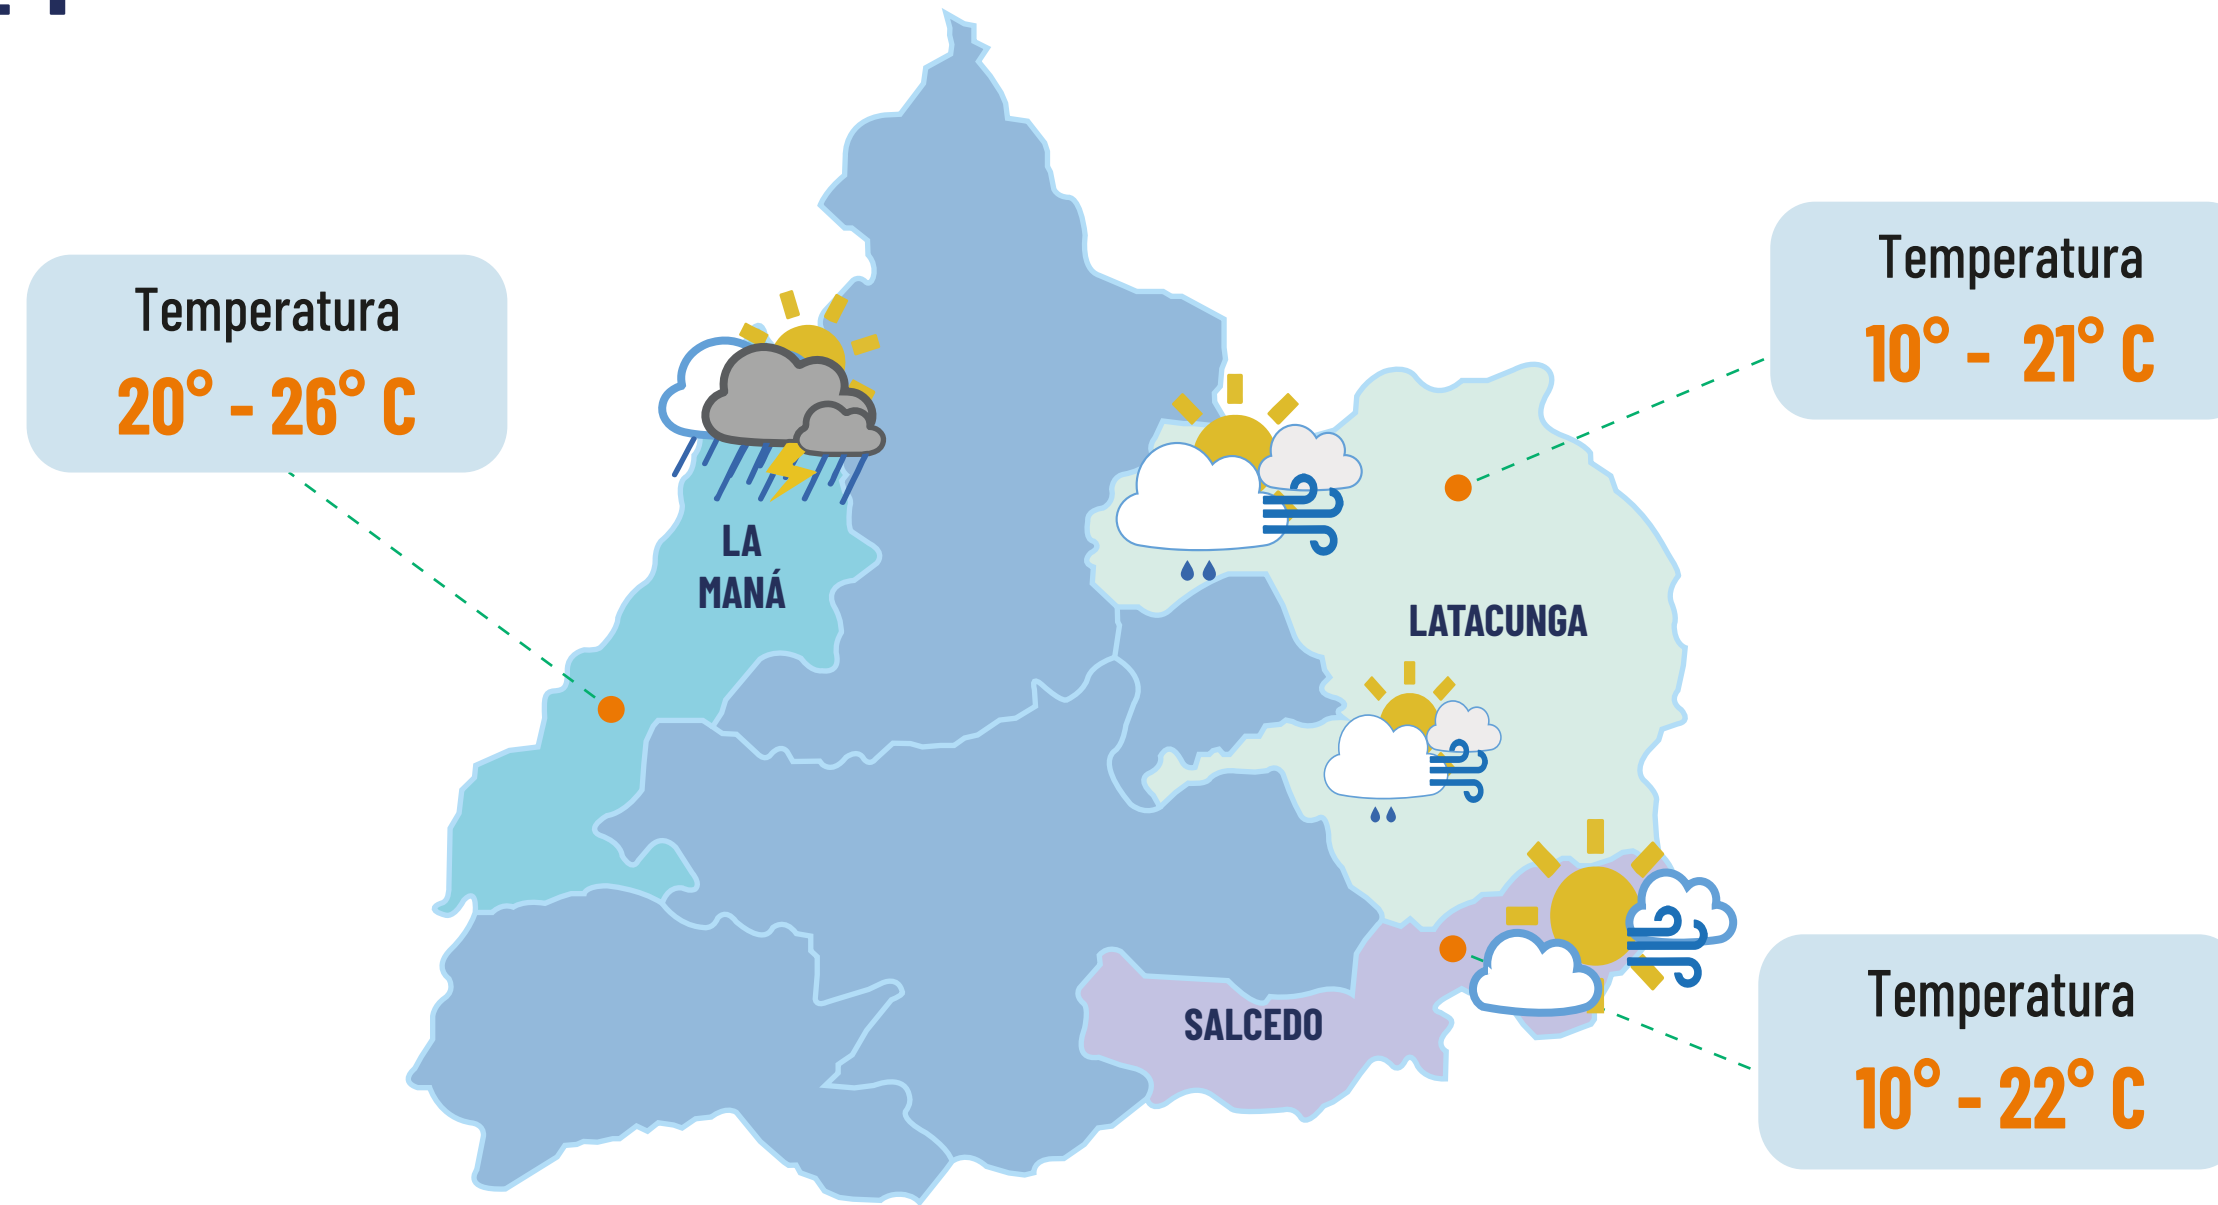 Temperatura
20° - 26° C
Temperatura
10° - 21° C
LA
MANÁ
LATACUNGA
SALCEDO
Temperatura
10° - 22° C